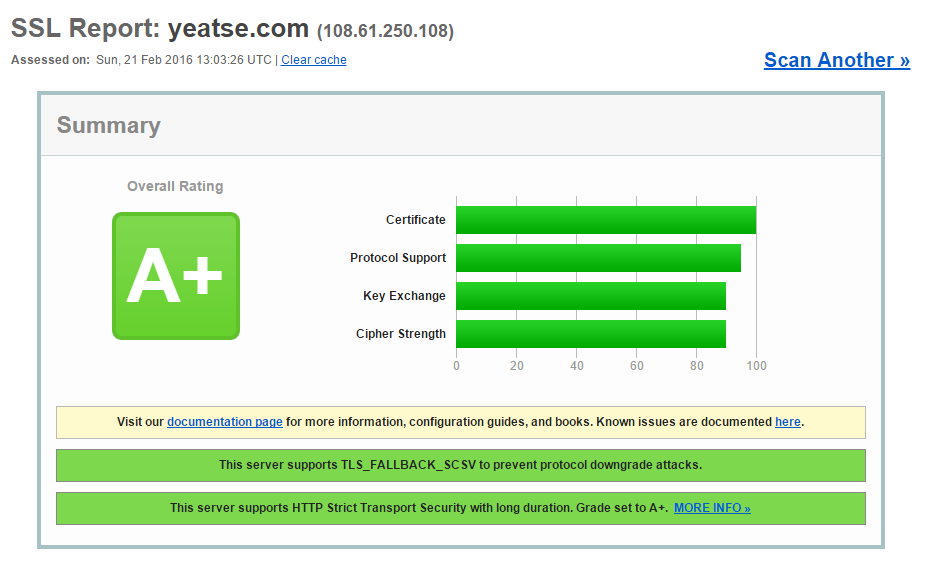 SSL Report: yeatse.com (108.61.250.108)
Assessed on: Sun, 21 Feb 2016 13:03:26 UTC | Clear cache
Scan Another »
Summary
Overall Rating
A+
Certificate
Protocol Support
Key Exchange
Cipher Strength
0 20 40 60 80 100
Visit our documentation page for more information, configuration guides, and books. Known issues are documented here.
This server supports TLS_FALLBACK_SCSV to prevent protocol downgrade attacks.
This server supports HTTP Strict Transport Security with long duration. Grade set to A+. MORE INFO »